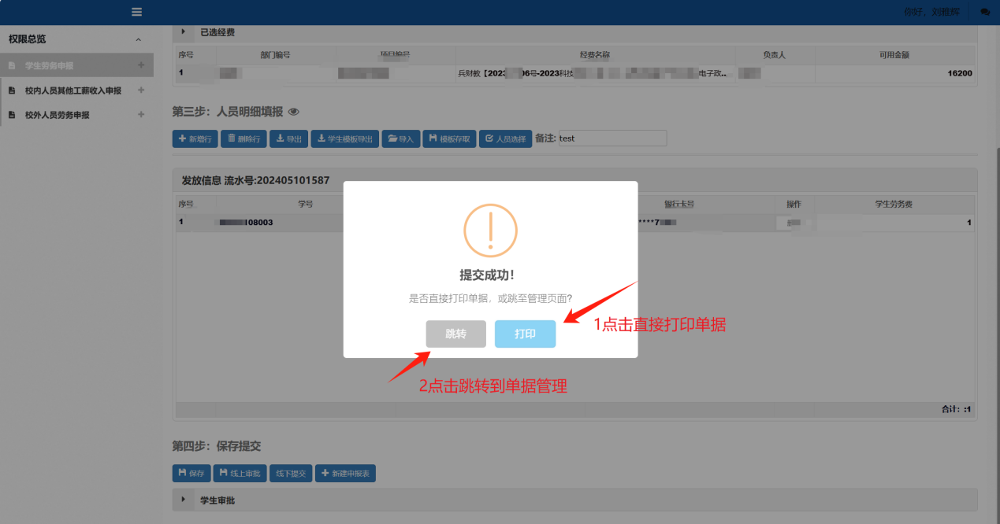 你好，刘雅辉
权限总览
学生劳务申报
校内人员其他工薪收入申报
校外人员劳务申报
已选经费
序号 部门编号 项目编号 经费名称 负责人 可用金额
1 兵财教【2023 06号-2023科技 电子政.. 16200
第三步：人员明细填报
新增行 删除行 导出 学生模板导出 导入 模板存取 人员选择 备注: test
发放信息 流水号:202405101587
序号 学号 银行卡号 操作 学生劳务费
1 108003 ****7 1
提交成功!
是否直接打印单据，或跳至管理页面?
跳转 打印
1点击直接打印单据
2点击跳转到单据管理
合计：:1
第四步：保存提交
保存 线上审批 线下提交 新建申报表
学生审批